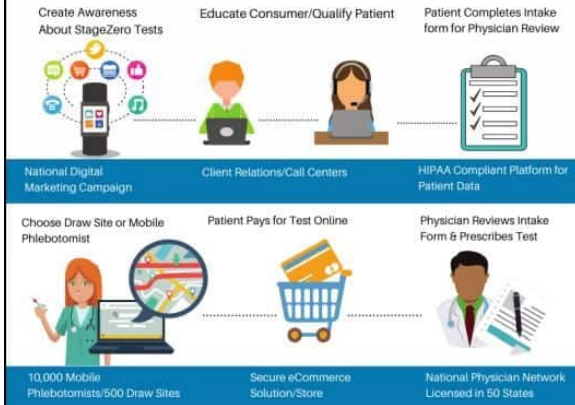 Create Awareness
About StageZero Tests
Educate Consumer/Qualify Patient
Patient Completes Intake
form for Physician Review
National Digital
Marketing Campaign
Client Relations/Call Centers
HIPAA Compliant Platform for
Patient Data
Choose Draw Site or Mobile
Phlebotomist
Patient Pays for Test Online
Physician Reviews Intake
Form & Prescribes Test
10,000 Mobile
Phlebotomists/500 Draw Sites
Secure eCommerce
Solution/Store
National Physician Network
Licensed in 50 States